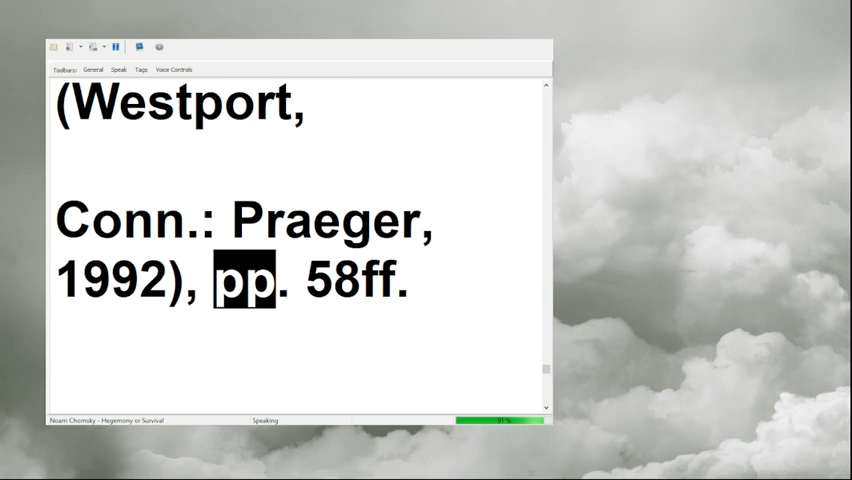 Toolbars: General Speak Tags Voice Controls
(Westport,
Conn.: Praeger,
1992), pp. 58ff.
Noam Chomsky - Hegemony or Survival Speaking 91 %